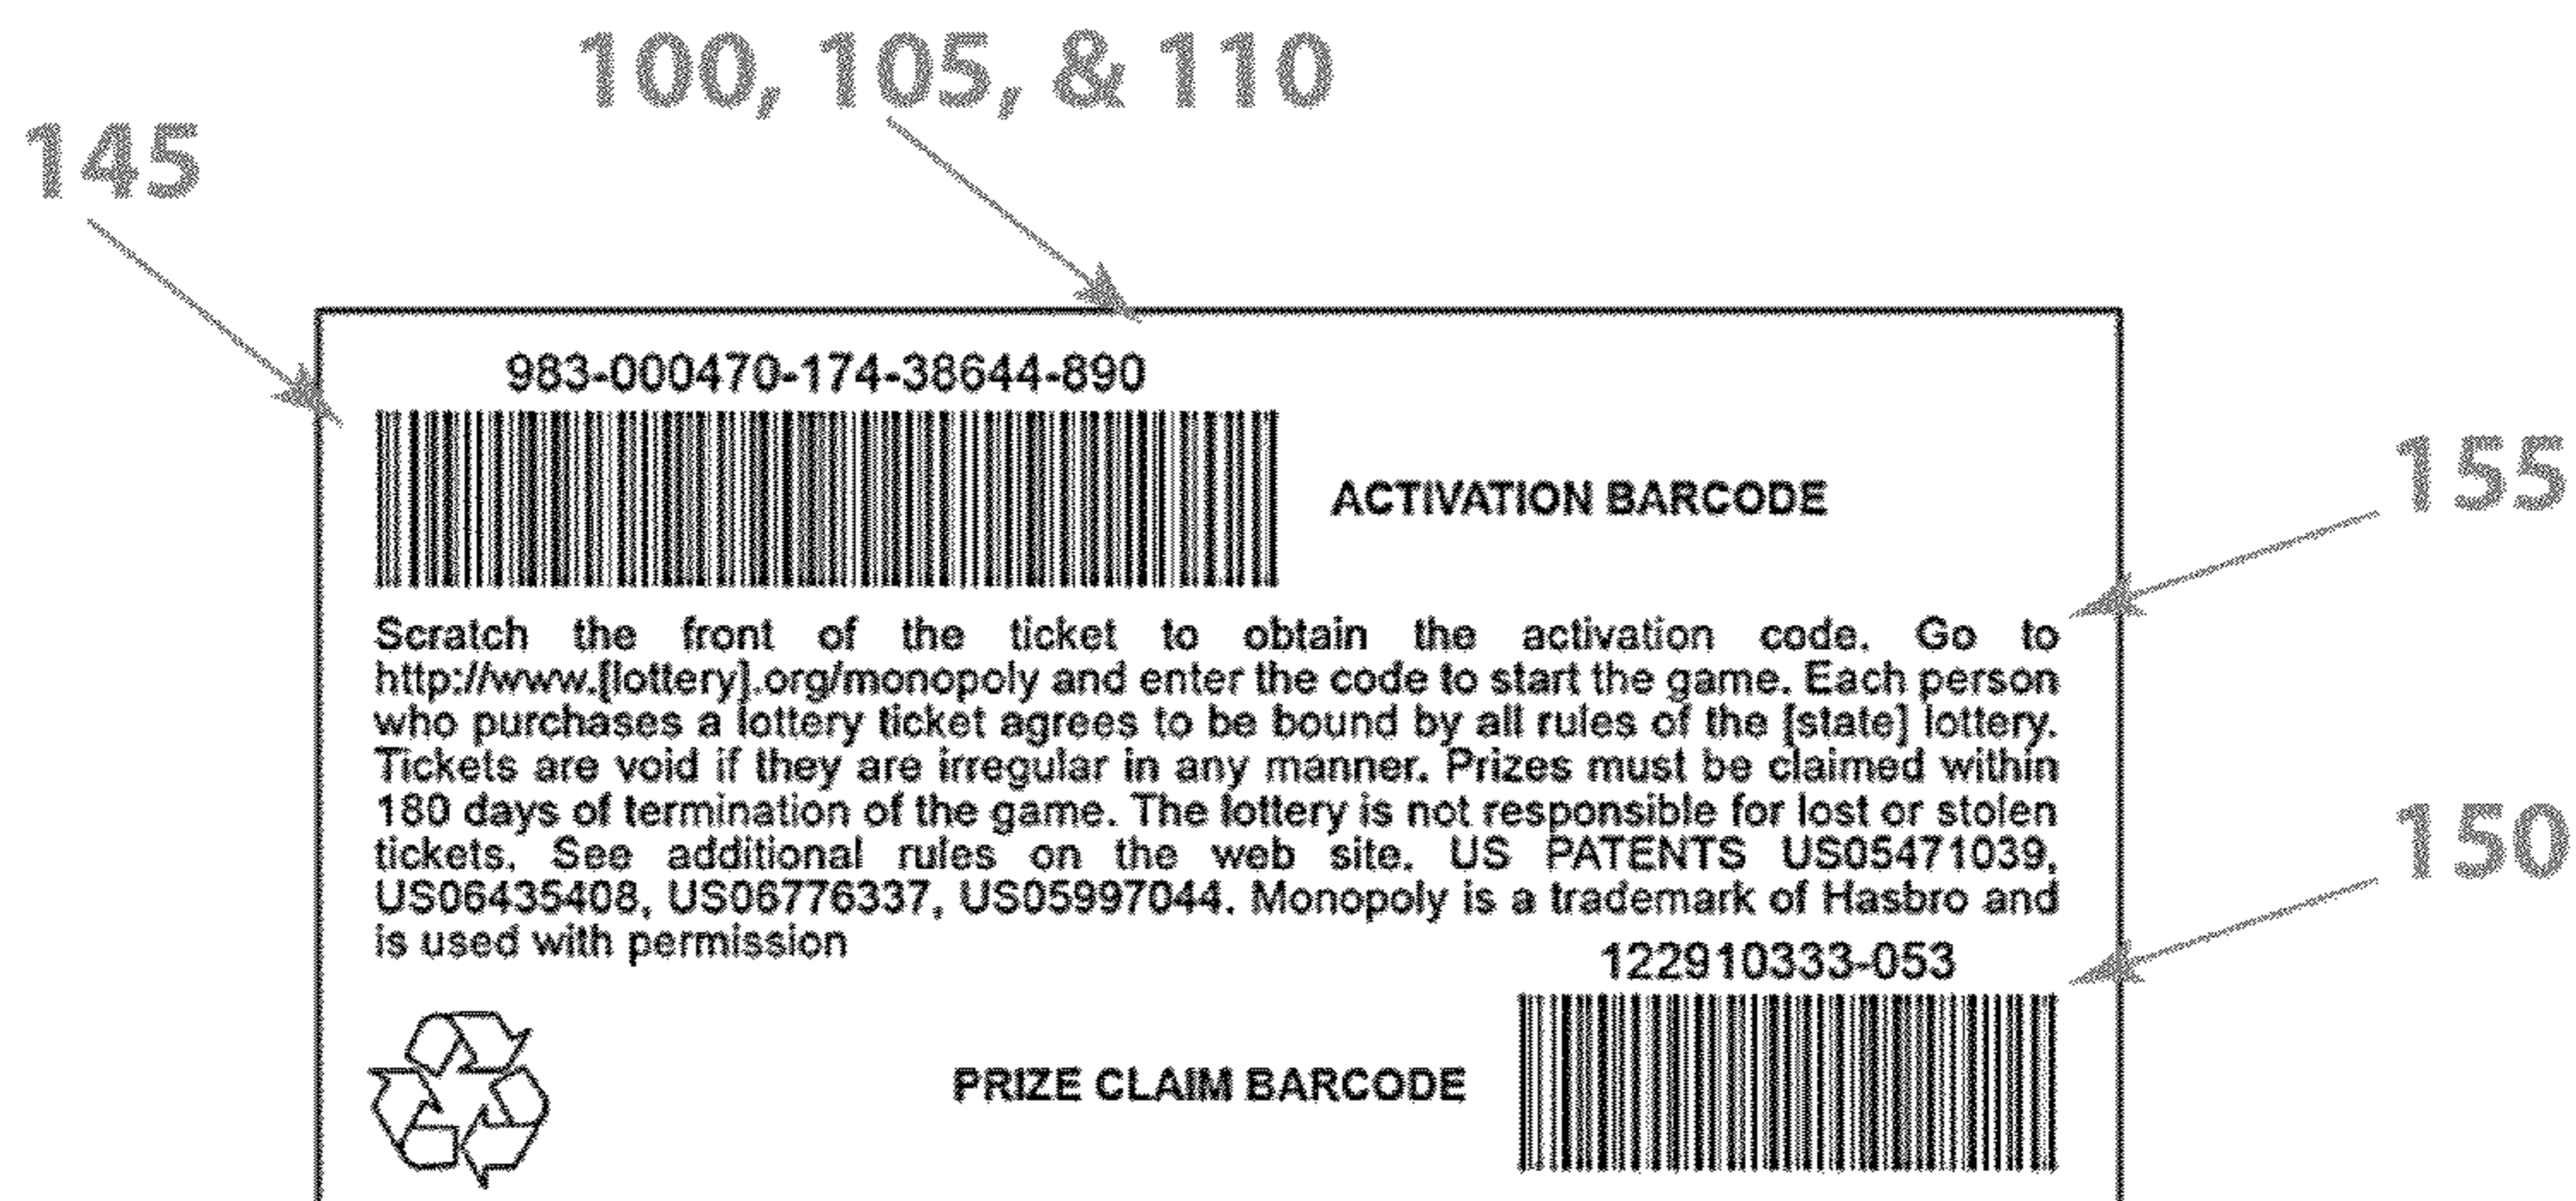 100, 105, & 110
145
983-000470-174-38644-890
ACTIVATION BARCODE
155
Scratch the front of the ticket to obtain the activation code. Go to
http://www.[lottery].org/monopoly and enter the code to start the game. Each person
who purchases a lottery ticket agrees to be bound by all rules of the [state] lottery.
Tickets are void if they are irregular in any manner. Prizes must be claimed within
180 days of termination of the game. The lottery is not responsible for lost or stolen
tickets. See additional rules on the web site. US PATENTS US05471039,
US06435408, US06776337, US05997044. Monopoly is a trademark of Hasbro and
is used with permission
150
122910333-053
PRIZE CLAIM BARCODE